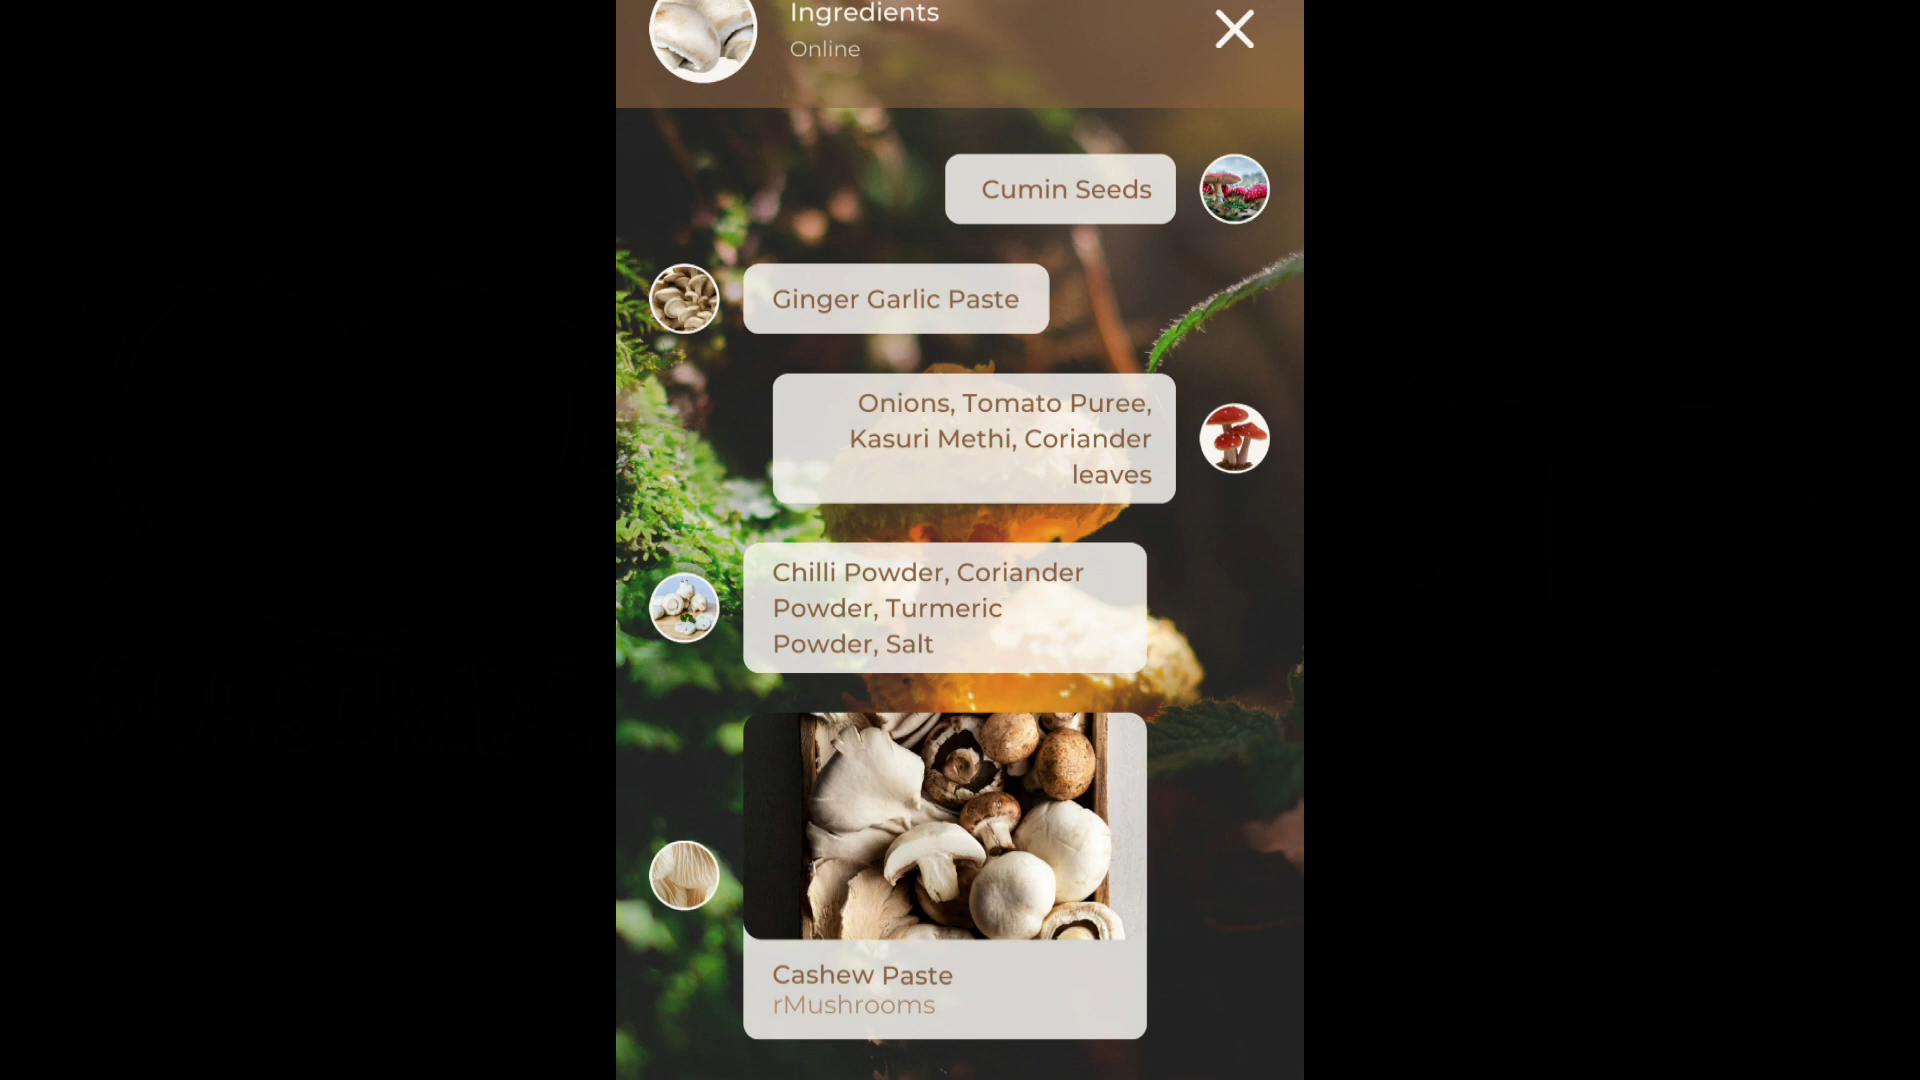 Ingredients
Online
Cumin Seeds
Ginger Garlic Paste
Onions, Tomato Puree,
Kasuri Methi, Coriander
leaves
Chilli Powder, Coriander
Powder, Turmeric
Powder, Salt
Cashew Paste
rMushrooms